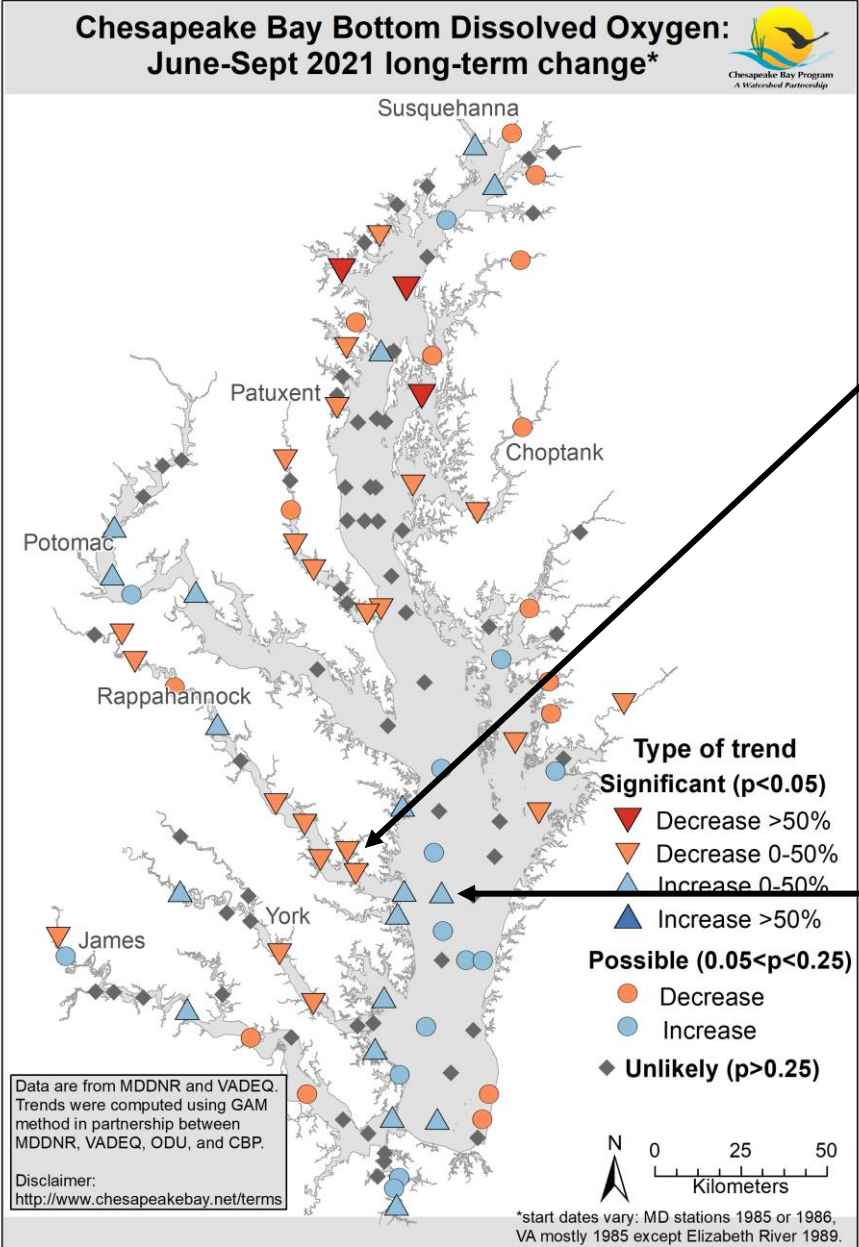 Chesapeake Bay Bottom Dissolved Oxygen:
June-Sept 2021 long-term change*
Chesapeake Bay Program
A Watershed Partnership
Susquehanna
Patuxent
Choptank
Potomac
Rappahannock
York
James
Type of trend
Significant (p<0.05)
Decrease >50%
Decrease 0-50%
Increase 0-50%
Increase >50%
Possible (0.05<p<0.25)
Decrease
Increase
Unlikely (p>0.25)
Data are from MDDNR and VADEQ.
Trends were computed using GAM
method in partnership between
MDDNR, VADEQ, ODU, and CBP.
Disclaimer:
http://www.chesapeakebay.net/terms
N
0 25 50
Kilometers
*start dates vary: MD stations 1985 or 1986,
VA mostly 1985 except Elizabeth River 1989.